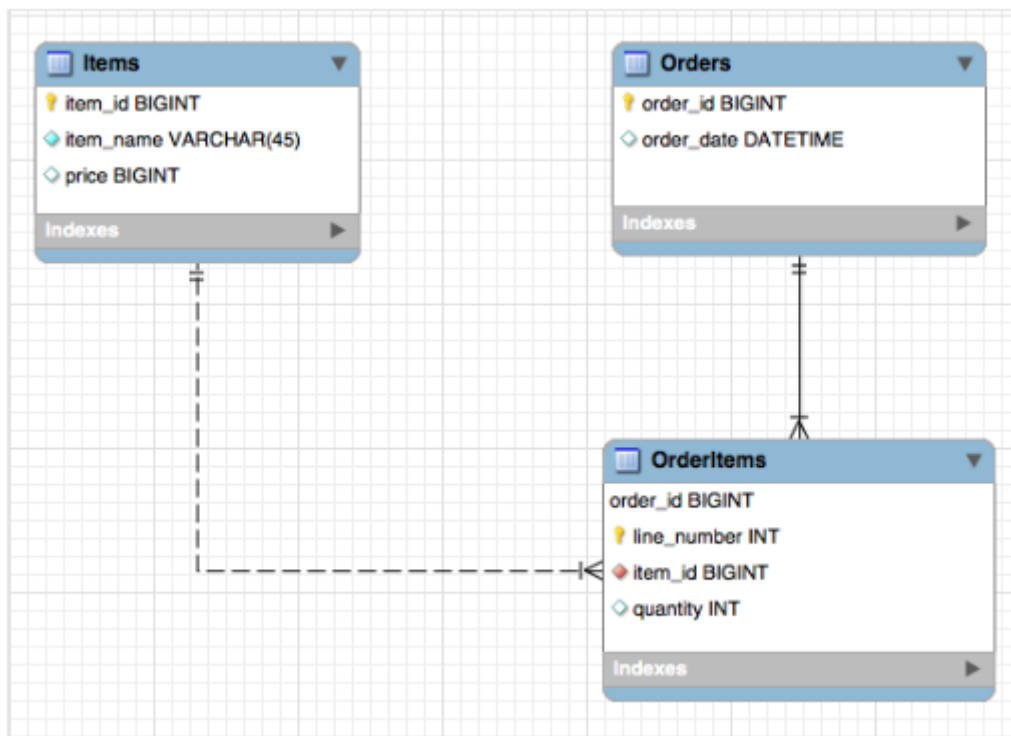 Items
item_id BIGINT
item_name VARCHAR(45)
price BIGINT
Indexes
Orders
order_id BIGINT
order_date DATETIME
Indexes
OrderItems
order_id BIGINT
line_number INT
item_id BIGINT
quantity INT
Indexes